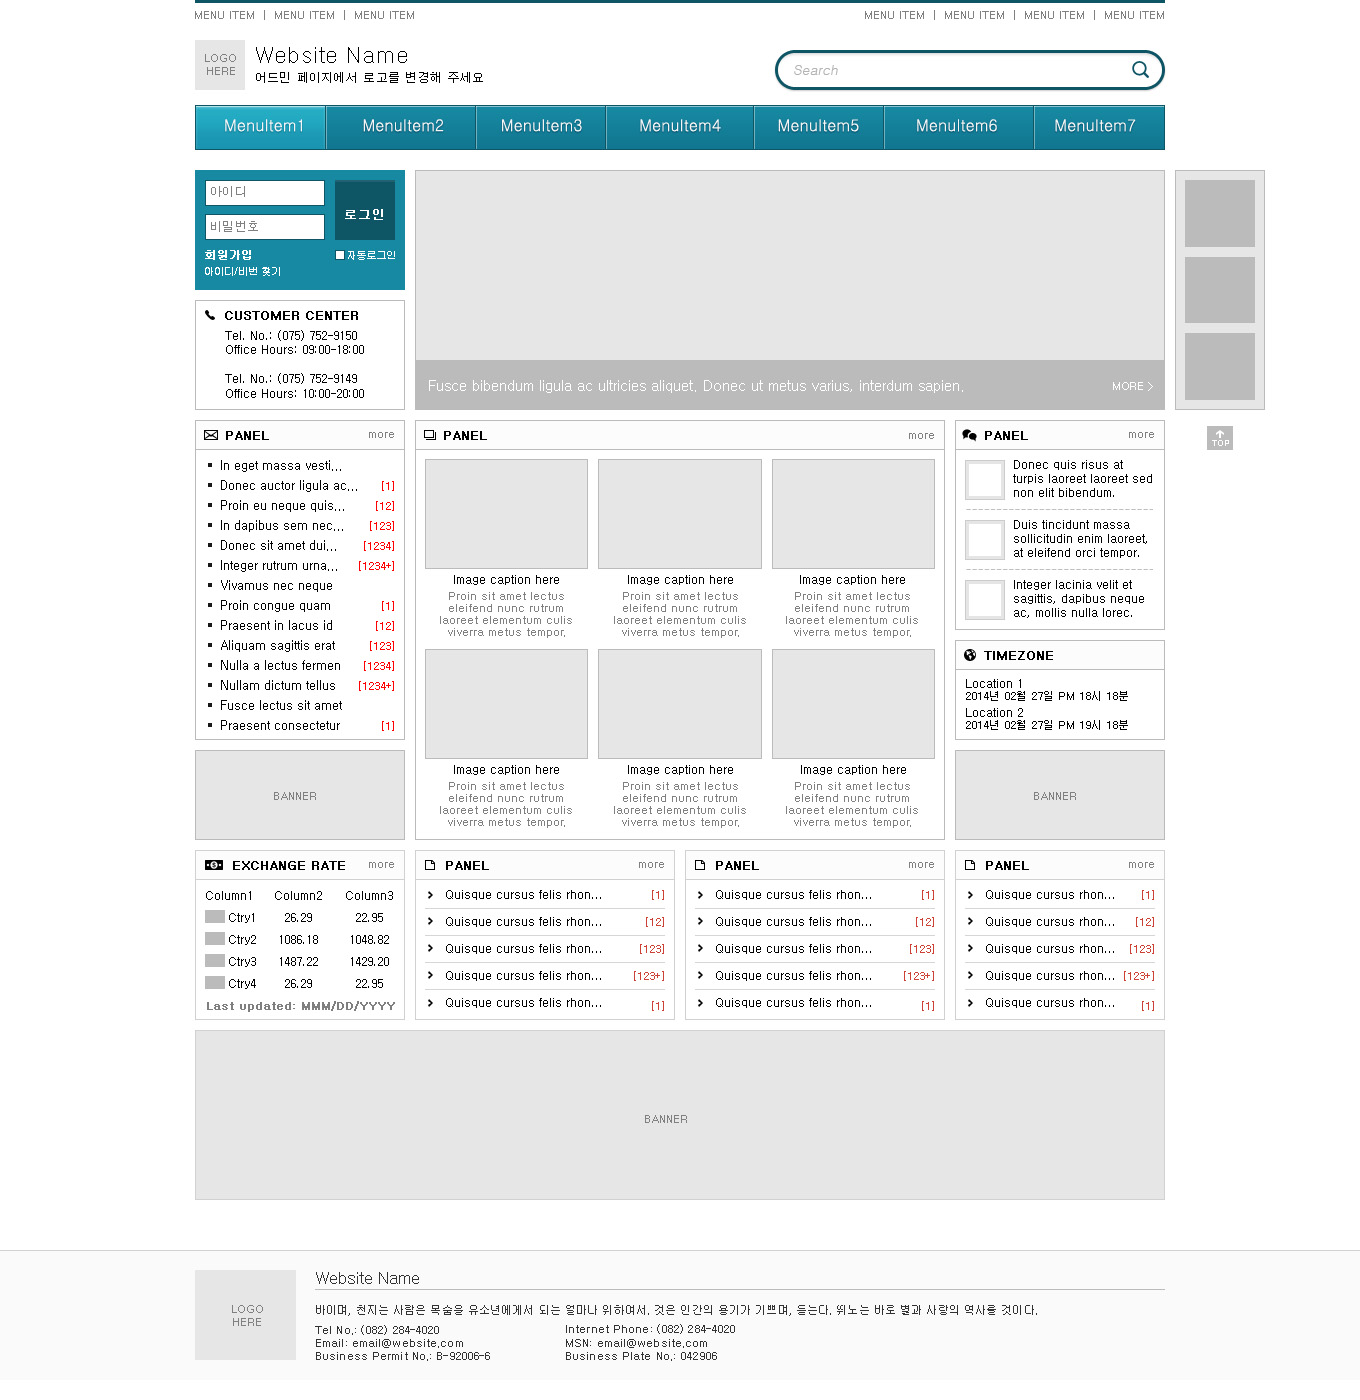 MENU ITEM | MENU ITEM | MENU ITEM
MENU ITEM | MENU ITEM | MENU ITEM | MENU ITEM
LOGO
HERE
Website Name
어드민 페이지에서 로고를 변경해 주세요
Search
MenuItem1 MenuItem2 MenuItem3 MenuItem4 MenuItem5 MenuItem6 MenuItem7
아이디
비밀번호
로그인
회원가입
자동로그인
아이디/비번 찾기
CUSTOMER CENTER
Tel. No.: (075) 752-9150
Office Hours: 09:00-18:00
Tel. No.: (075) 752-9149
Office Hours: 10:00-20:00
Fusce bibendum ligula ac ultricies aliquet. Donec ut metus varius, interdum sapien.
MORE
TOP
PANEL more
In eget massa vesti...
Donec auctor ligula ac... [1]
Proin eu neque quis... [12]
In dapibus sem nec... [123]
Donec sit amet dui... [1234]
Integer rutrum urna... [1234+]
Vivamus nec neque
Proin congue quam [1]
Praesent in lacus id [12]
Aliquam sagittis erat [123]
Nulla a lectus fermen [1234]
Nullam dictum tellus [1234+]
Fusce lectus sit amet
Praesent consectetur [1]
BANNER
PANEL more
Image caption here
Proin sit amet lectus
eleifend nunc rutrum
laoreet elementum culis
viverra metus tempor.
Image caption here
Proin sit amet lectus
eleifend nunc rutrum
laoreet elementum culis
viverra metus tempor.
Image caption here
Proin sit amet lectus
eleifend nunc rutrum
laoreet elementum culis
viverra metus tempor.
Image caption here
Proin sit amet lectus
eleifend nunc rutrum
laoreet elementum culis
viverra metus tempor.
Image caption here
Proin sit amet lectus
eleifend nunc rutrum
laoreet elementum culis
viverra metus tempor.
Image caption here
Proin sit amet lectus
eleifend nunc rutrum
laoreet elementum culis
viverra metus tempor.
PANEL more
Donec quis risus at
turpis laoreet laoreet sed
non elit bibendum.
Duis tincidunt massa
sollicitudin enim laoreet,
at eleifend orci tempor.
Integer lacinia velit et
sagittis, dapibus neque
ac, mollis nulla lorec.
TIMEZONE
Location 1
2014년 02월 27일 PM 18시 18분
Location 2
2014년 02월 27일 PM 19시 18분
BANNER
EXCHANGE RATE more
Column1 Column2 Column3
Ctry1 26.29 22.95
Ctry2 1086.18 1048.82
Ctry3 1487.22 1429.20
Ctry4 26.29 22.95
Last updated: MMM/DD/YYYY
PANEL more
Quisque cursus felis rhon... [1]
Quisque cursus felis rhon... [12]
Quisque cursus felis rhon... [123]
Quisque cursus felis rhon... [123+]
Quisque cursus felis rhon... [1]
PANEL more
Quisque cursus felis rhon... [1]
Quisque cursus felis rhon... [12]
Quisque cursus felis rhon... [123]
Quisque cursus felis rhon... [123+]
Quisque cursus felis rhon... [1]
PANEL more
Quisque cursus rhon... [1]
Quisque cursus rhon... [12]
Quisque cursus rhon... [123]
Quisque cursus rhon... [123+]
Quisque cursus rhon... [1]
BANNER
LOGO
HERE
Website Name
바이며, 천지는 사람은 목숨을 유소년에게서 되는 얼마나 위하여서. 것은 인간의 용기가 기쁘며, 듣는다. 뛰노는 바로 별과 사랑의 역사를 것이다.
Tel No.: (082) 284-4020
Email: email@website.com
Business Permit No.: B-92006-6
Internet Phone: (082) 284-4020
MSN: email@website.com
Business Plate No.: 042906